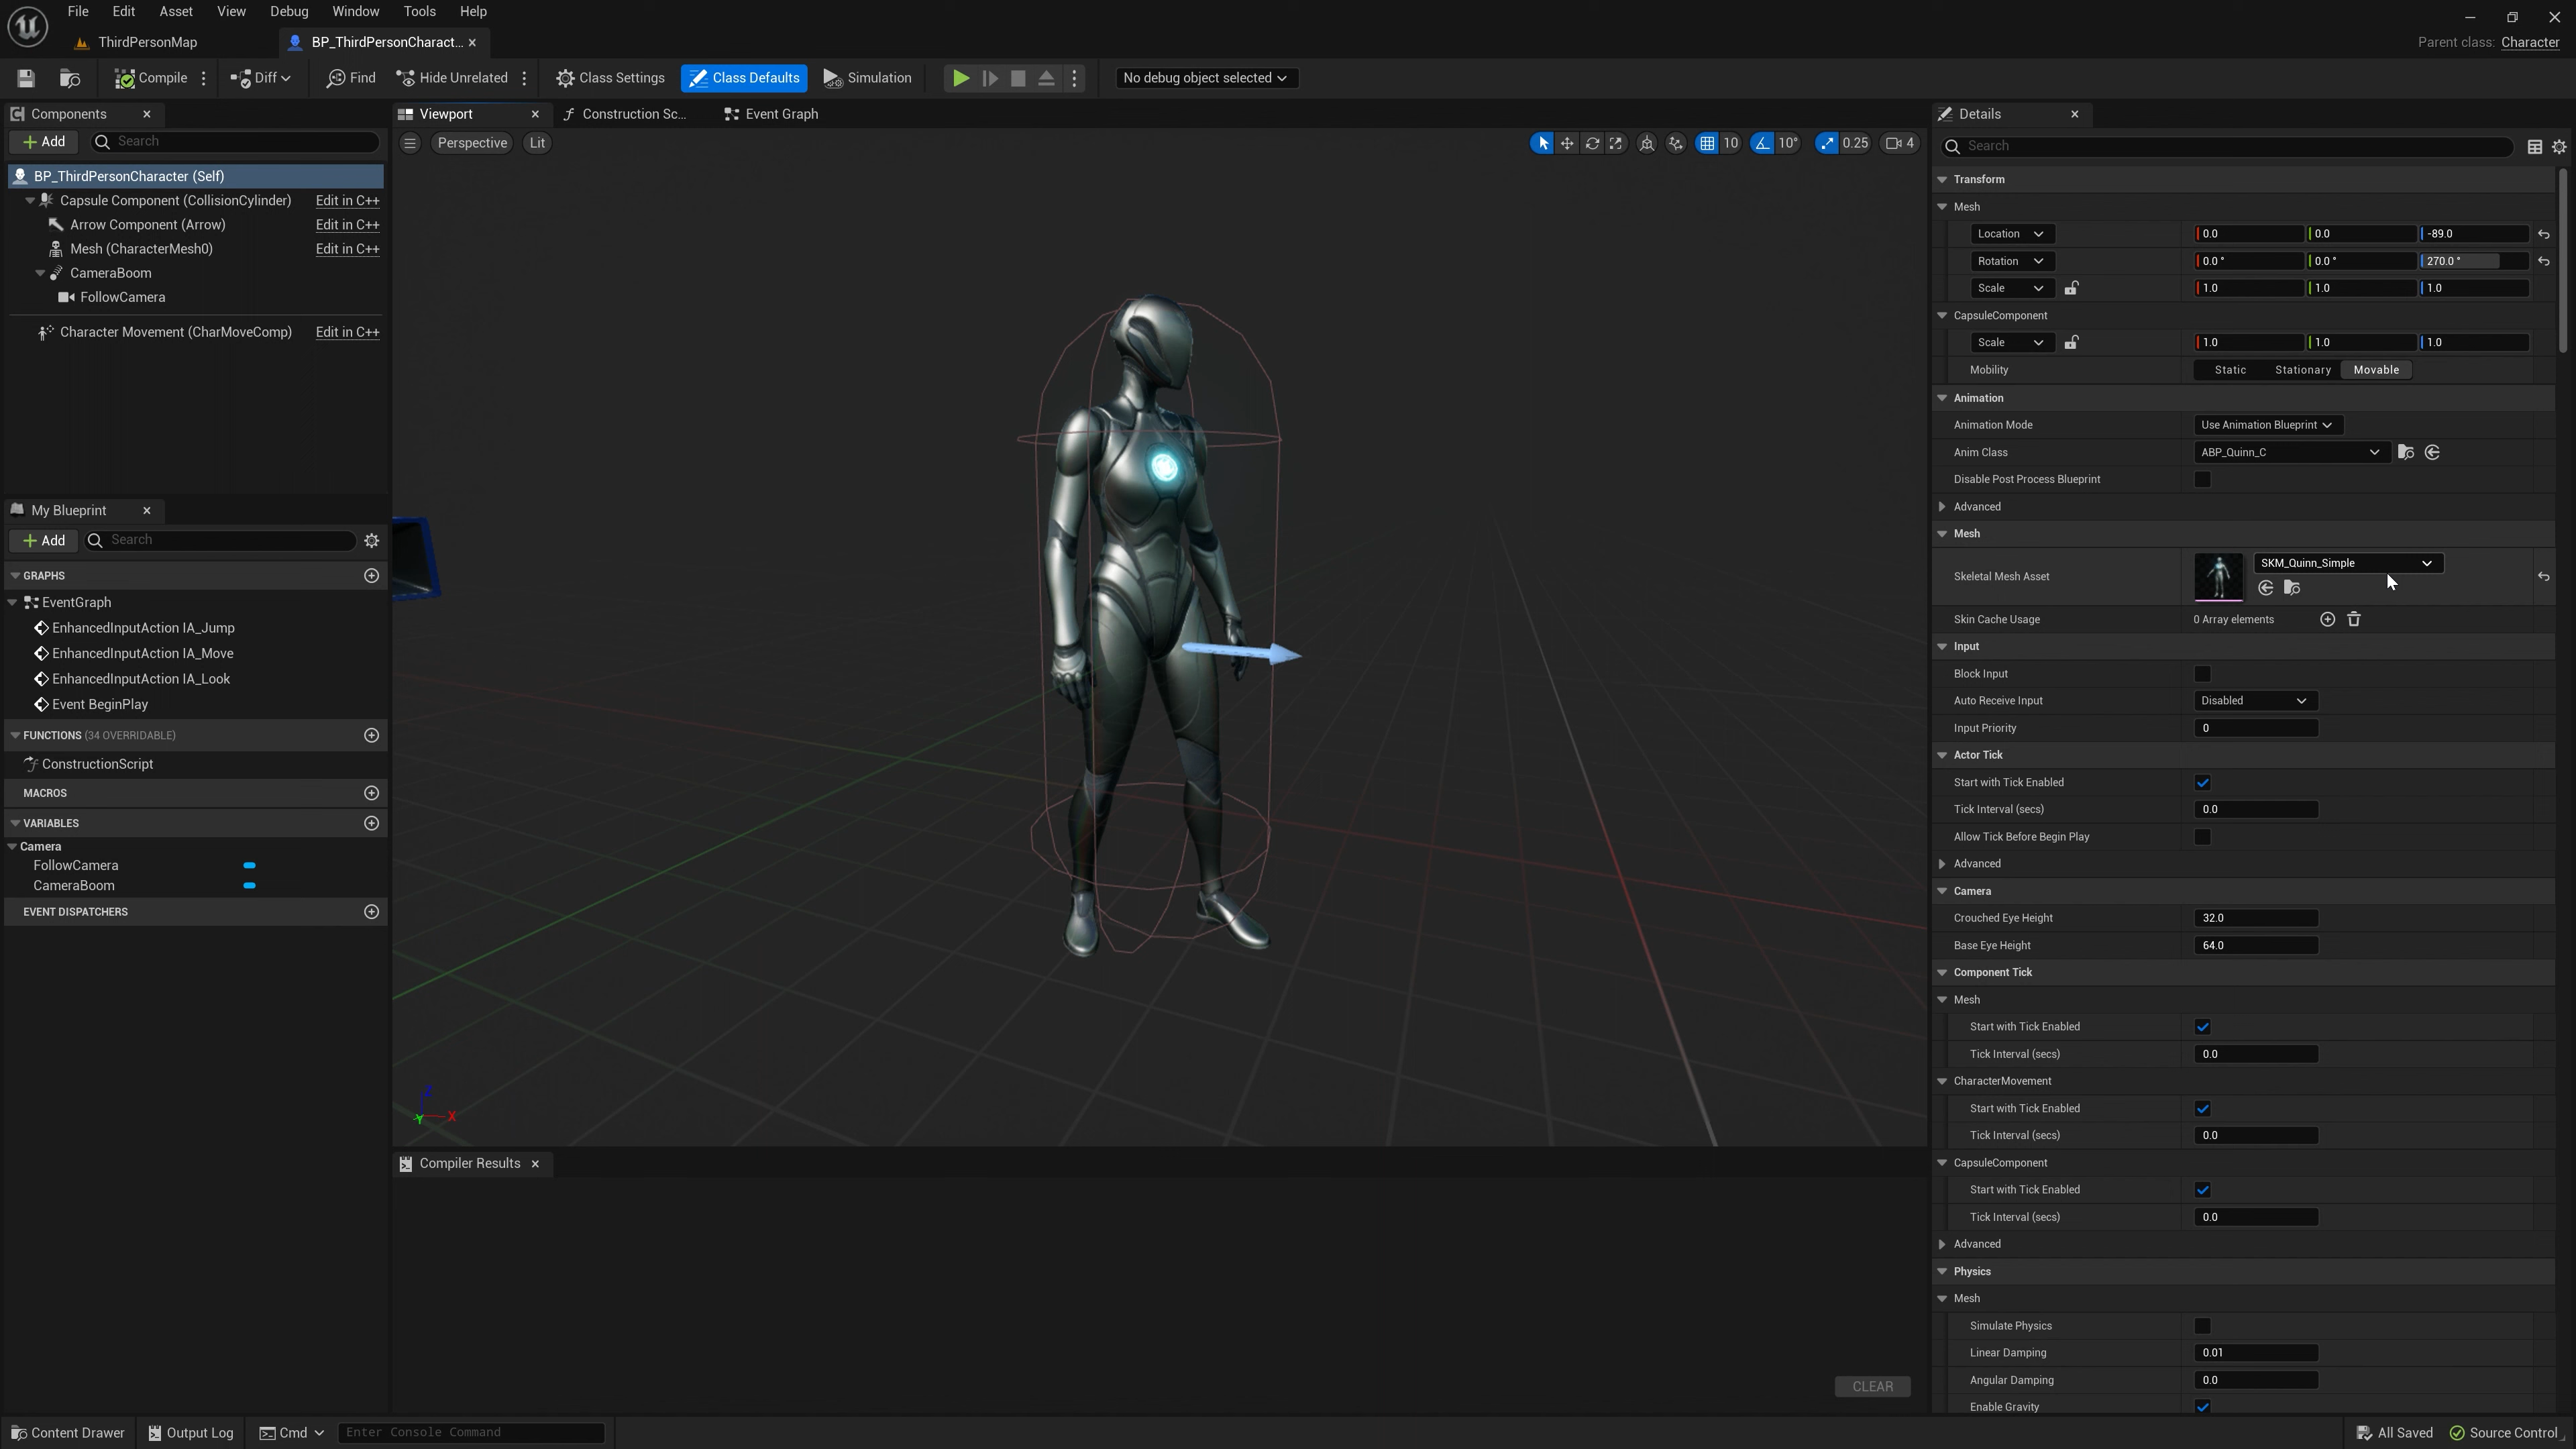 File Edit Asset View Debug Window Tools Help
ThirdPersonMap
BP_ThirdPersonCharact...
Parent class: Character
Compile
Diff
Find
Hide Unrelated
Class Settings
Class Defaults
Simulation
No debug object selected
Components
Add
Search
BP_ThirdPersonCharacter (Self)
Capsule Component (CollisionCylinder) Edit in C++
Arrow Component (Arrow) Edit in C++
Mesh (CharacterMesh0) Edit in C++
CameraBoom
FollowCamera
Character Movement (CharMoveComp) Edit in C++
My Blueprint
Add
Search
GRAPHS
EventGraph
EnhancedInputAction IA_Jump
EnhancedInputAction IA_Move
EnhancedInputAction IA_Look
Event BeginPlay
FUNCTIONS (34 OVERRIDABLE)
ConstructionScript
MACROS
VARIABLES
Camera
FollowCamera
CameraBoom
EVENT DISPATCHERS
Viewport
Construction Sc...
Event Graph
Perspective
Lit
10
10°
0.25
4
Z
Y
X
Compiler Results
CLEAR
Details
Search
Transform
Mesh
Location 0.0 0.0 -89.0
Rotation 0.0 ° 0.0 ° 270.0 °
Scale 1.0 1.0 1.0
CapsuleComponent
Scale 1.0 1.0 1.0
Mobility Static Stationary Movable
Animation
Animation Mode Use Animation Blueprint
Anim Class ABP_Quinn_C
Disable Post Process Blueprint
Advanced
Mesh
Skeletal Mesh Asset SKM_Quinn_Simple
Skin Cache Usage 0 Array elements
Input
Block Input
Auto Receive Input Disabled
Input Priority 0
Actor Tick
Start with Tick Enabled
Tick Interval (secs) 0.0
Allow Tick Before Begin Play
Advanced
Camera
Crouched Eye Height 32.0
Base Eye Height 64.0
Component Tick
Mesh
Start with Tick Enabled
Tick Interval (secs) 0.0
CharacterMovement
Start with Tick Enabled
Tick Interval (secs) 0.0
CapsuleComponent
Start with Tick Enabled
Tick Interval (secs) 0.0
Advanced
Physics
Mesh
Simulate Physics
Linear Damping 0.01
Angular Damping 0.0
Enable Gravity
Content Drawer
Output Log
Cmd
Enter Console Command
All Saved
Source Control